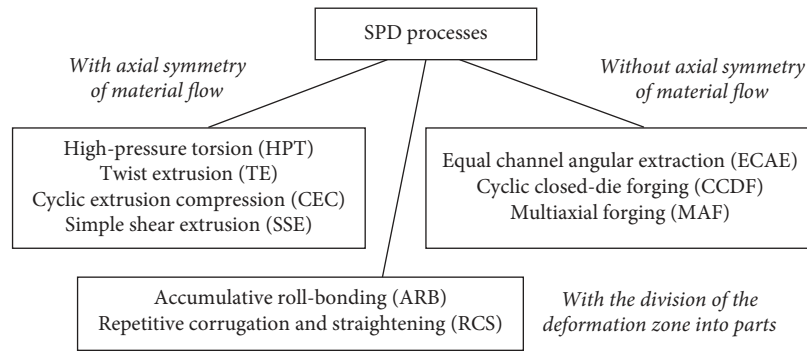 SPD processes
With axial symmetry
of material flow
Without axial symmetry
of material flow
High-pressure torsion (HPT)
Twist extrusion (TE)
Cyclic extrusion compression (CEC)
Simple shear extrusion (SSE)
Equal channel angular extraction (ECAE)
Cyclic closed-die forging (CCDF)
Multiaxial forging (MAF)
Accumulative roll-bonding (ARB)
Repetitive corrugation and straightening (RCS)
With the division of the
deformation zone into parts